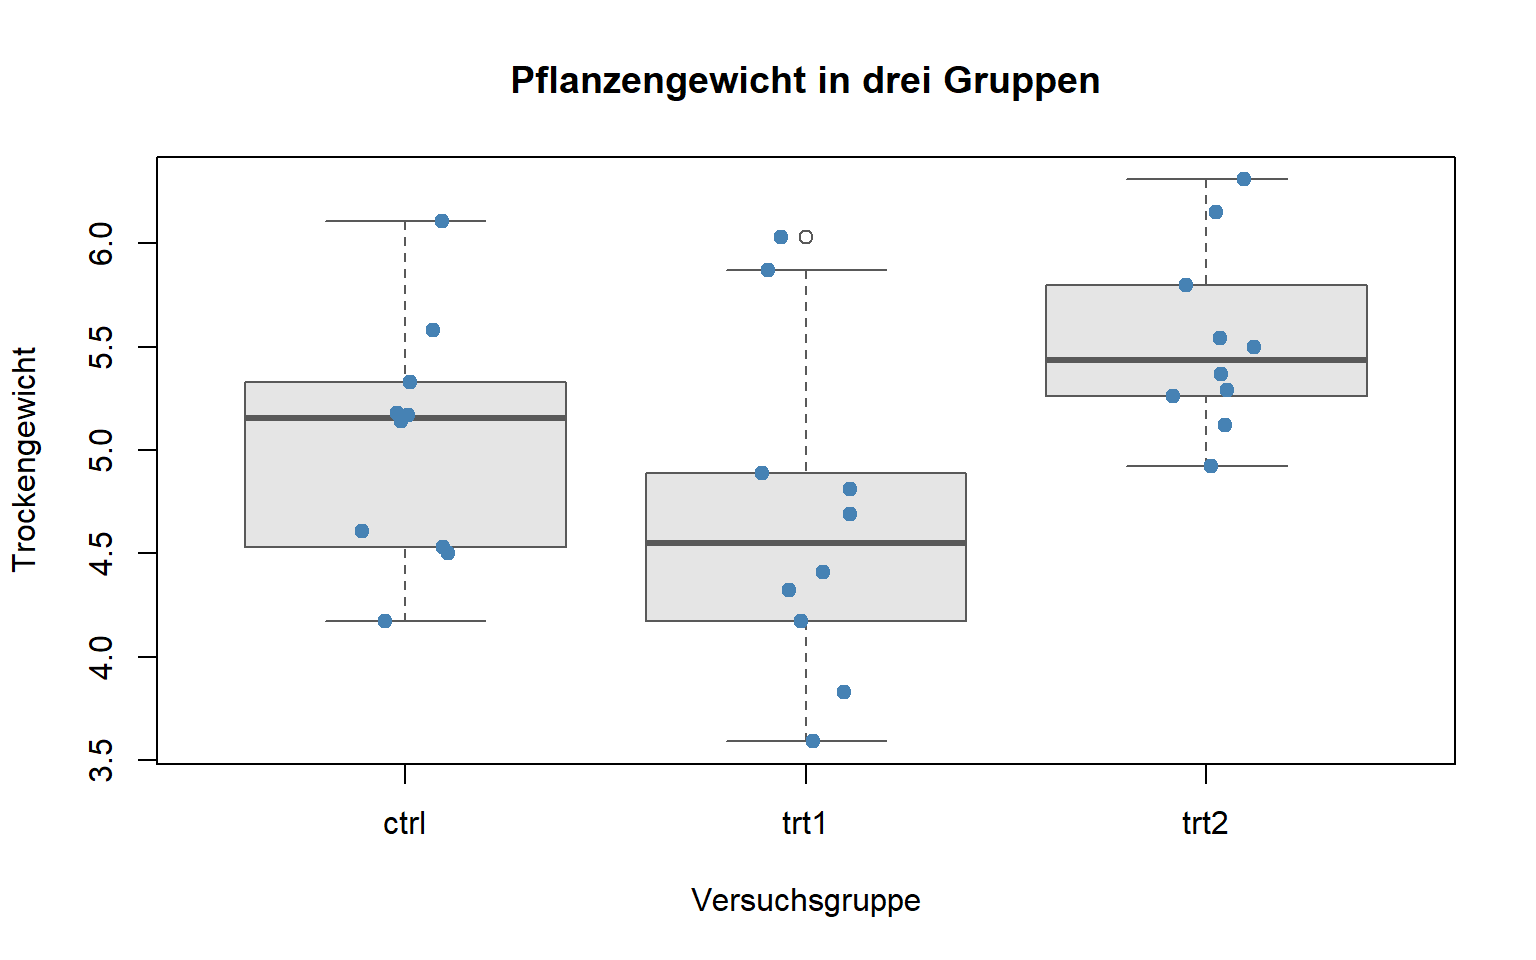 Pflanzengewicht in drei Gruppen
Trockengewicht
6.0
5.5
5.0
4.5
4.0
3.5
ctrl trt1 trt2
Versuchsgruppe